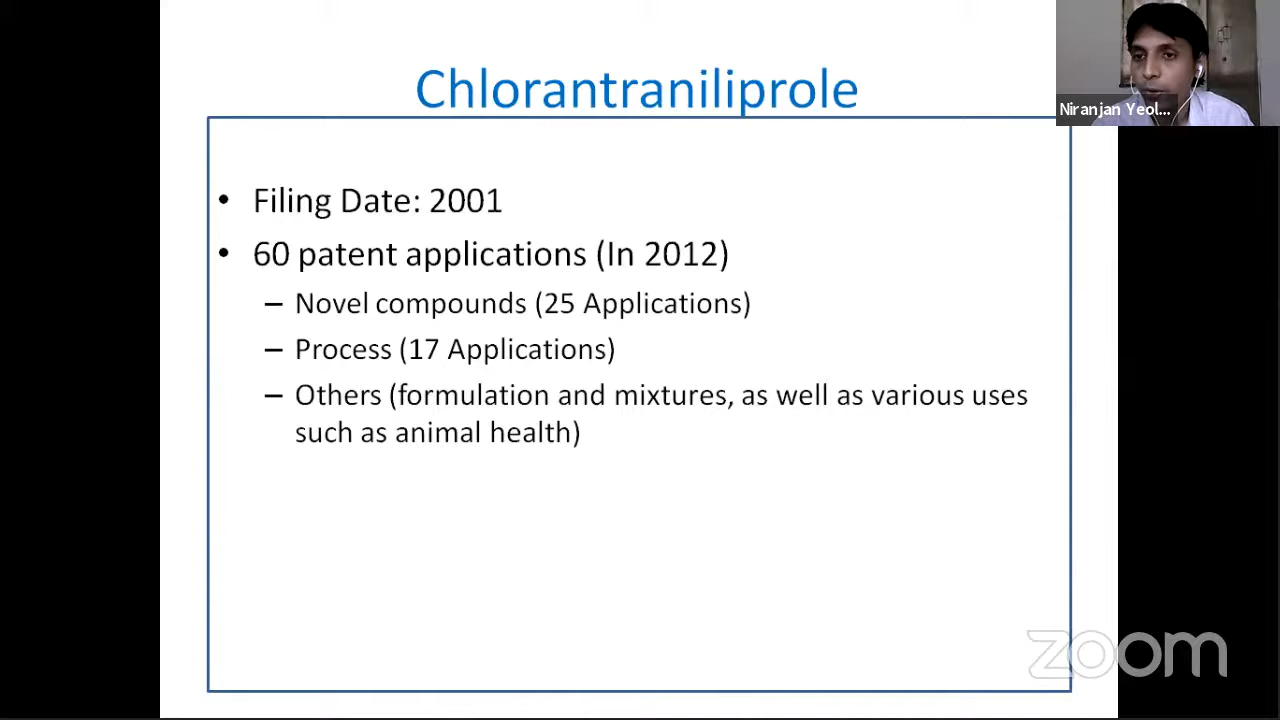 Chlorantraniliprole
Niranjan Yeol...
• Filing Date: 2001
• 60 patent applications (In 2012)
– Novel compounds (25 Applications)
– Process (17 Applications)
– Others (formulation and mixtures, as well as various uses
such as animal health)
zoom